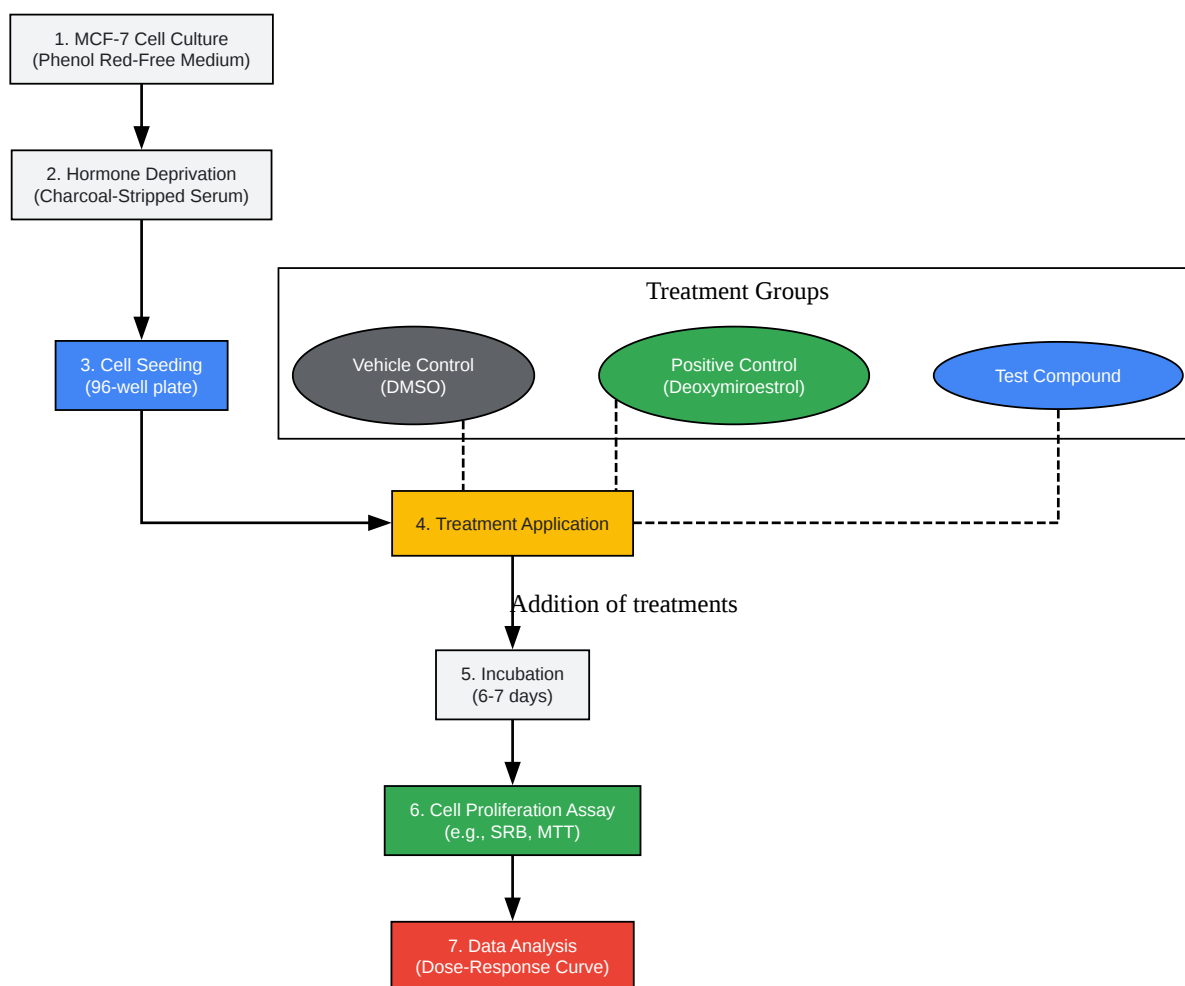 1. MCF-7 Cell Culture
(Phenol Red-Free Medium)
2. Hormone Deprivation
(Charcoal-Stripped Serum)
Treatment Groups
3. Cell Seeding
(96-well plate)
Vehicle Control
(DMSO)
Positive Control
(Deoxymiroestrol)
Test Compound
4. Treatment Application
Addition of treatments
5. Incubation
(6-7 days)
6. Cell Proliferation Assay
(e.g., SRB, MTT)
7. Data Analysis
(Dose-Response Curve)